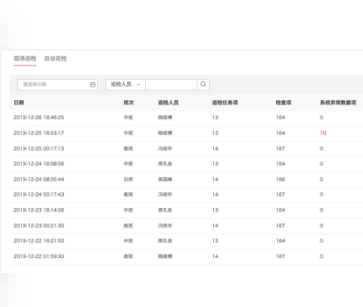 现场巡检 自动巡检
请选择日期 巡检人员
日期 班次 巡检人员 巡检任务项 检查项 系统异常数据项
2019-12-26 16:46:25 中班 杨晓博 13 164 0
2019-12-25 16:53:17 中班 杨晓博 13 164 10
2019-12-25 00:17:13 夜班 冯晓华 14 167 0
2019-12-24 16:08:56 中班 周孔亮 13 164 0
2019-12-24 08:05:44 白班 14 166 0
2019-12-24 00:17:43 夜班 冯晓华 14 167 0
2019-12-23 16:14:56 中班 周孔亮 13 164 0
2019-12-23 00:21:30 夜班 冯晓华 14 167 0
2019-12-22 16:21:50 中班 周孔亮 13 164 0
2019-12-22 01:59:30 夜班 杨晓博 14 167 0